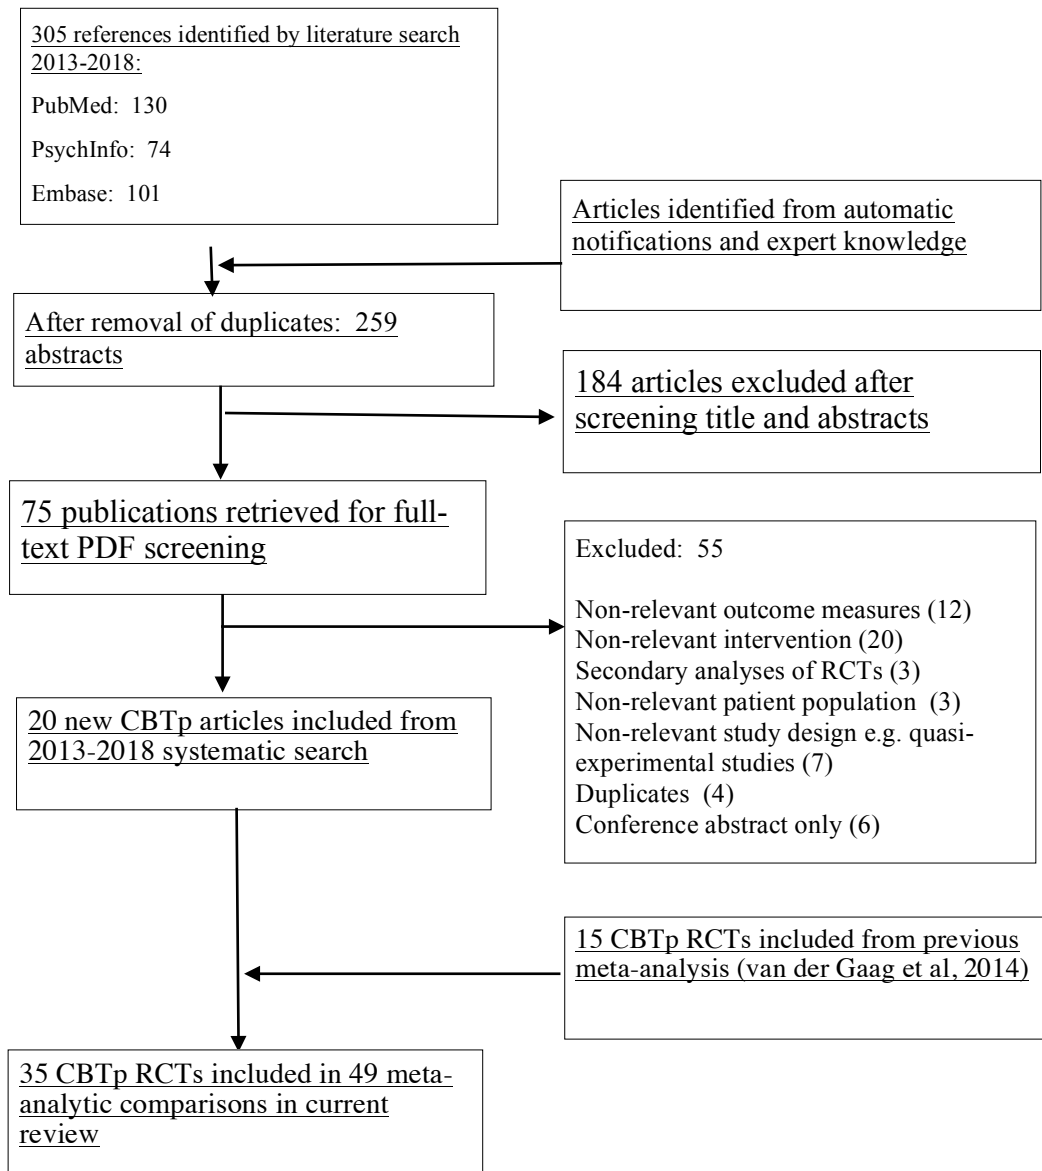 305 references identified by literature search
2013-2018:
PubMed:  130
PsychInfo:  74
Embase:  101
Articles identified from automatic
notifications and expert knowledge
After removal of duplicates:  259
abstracts
184 articles excluded after
screening title and abstracts
75 publications retrieved for full-
text PDF screening
Excluded:  55
Non-relevant outcome measures (12)
Non-relevant intervention (20)
Secondary analyses of RCTs (3)
Non-relevant patient population  (3)
Non-relevant study design e.g. quasi-
experimental studies (7)
Duplicates  (4)
Conference abstract only (6)
20 new CBTp articles included from
2013-2018 systematic search
15 CBTp RCTs included from previous
meta-analysis (van der Gaag et al, 2014)
35 CBTp RCTs included in 49 meta-
analytic comparisons in current
review